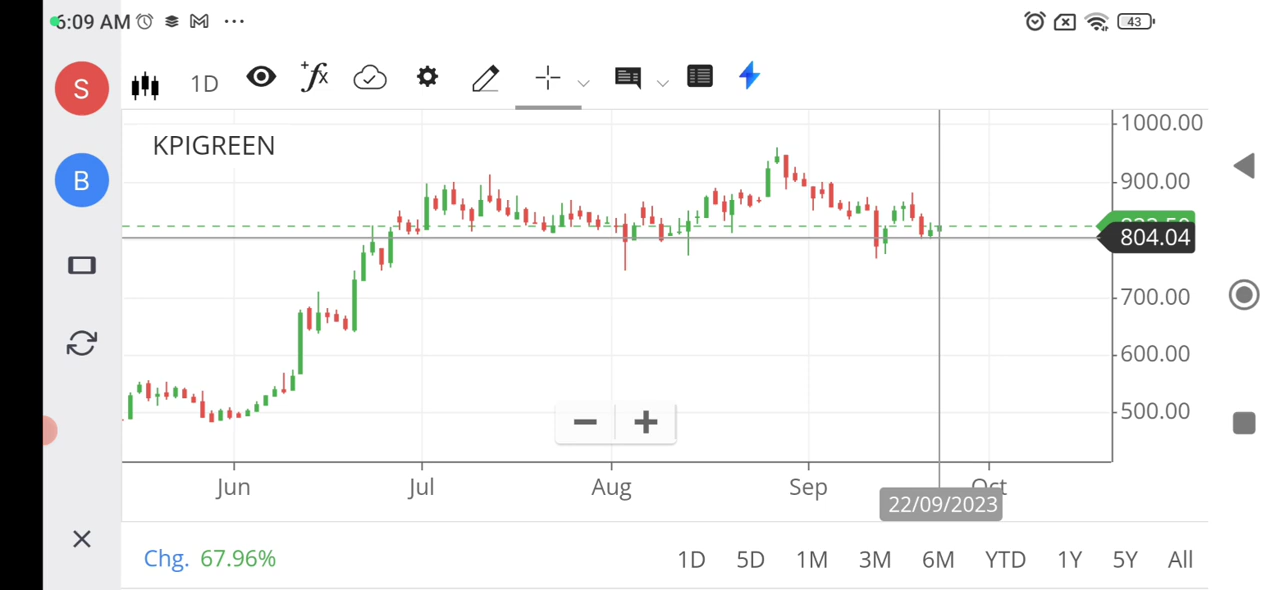 6:09 AM
43
S
1D
fx
B
KPIGREEN
1000.00
900.00
804.04
700.00
600.00
500.00
Jun
Jul
Aug
Sep
22/09/2023
Chg. 67.96%
1D
5D
1M
3M
6M
YTD
1Y
5Y
All